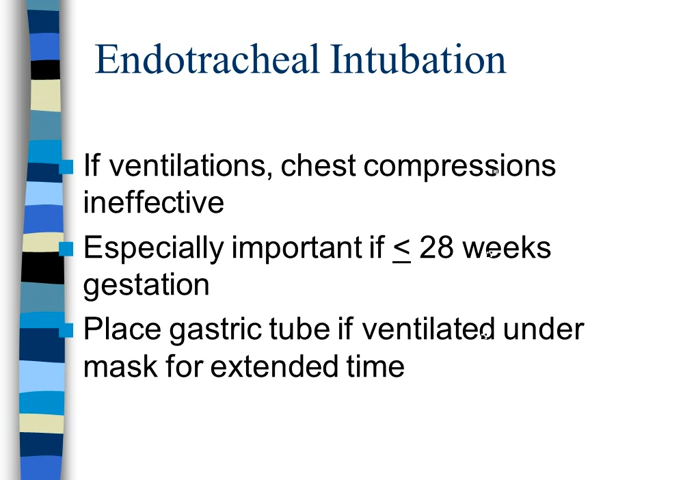 Endotracheal Intubation
If ventilations, chest compressions
ineffective
Especially important if ≤ 28 weeks
gestation
Place gastric tube if ventilated under
mask for extended time